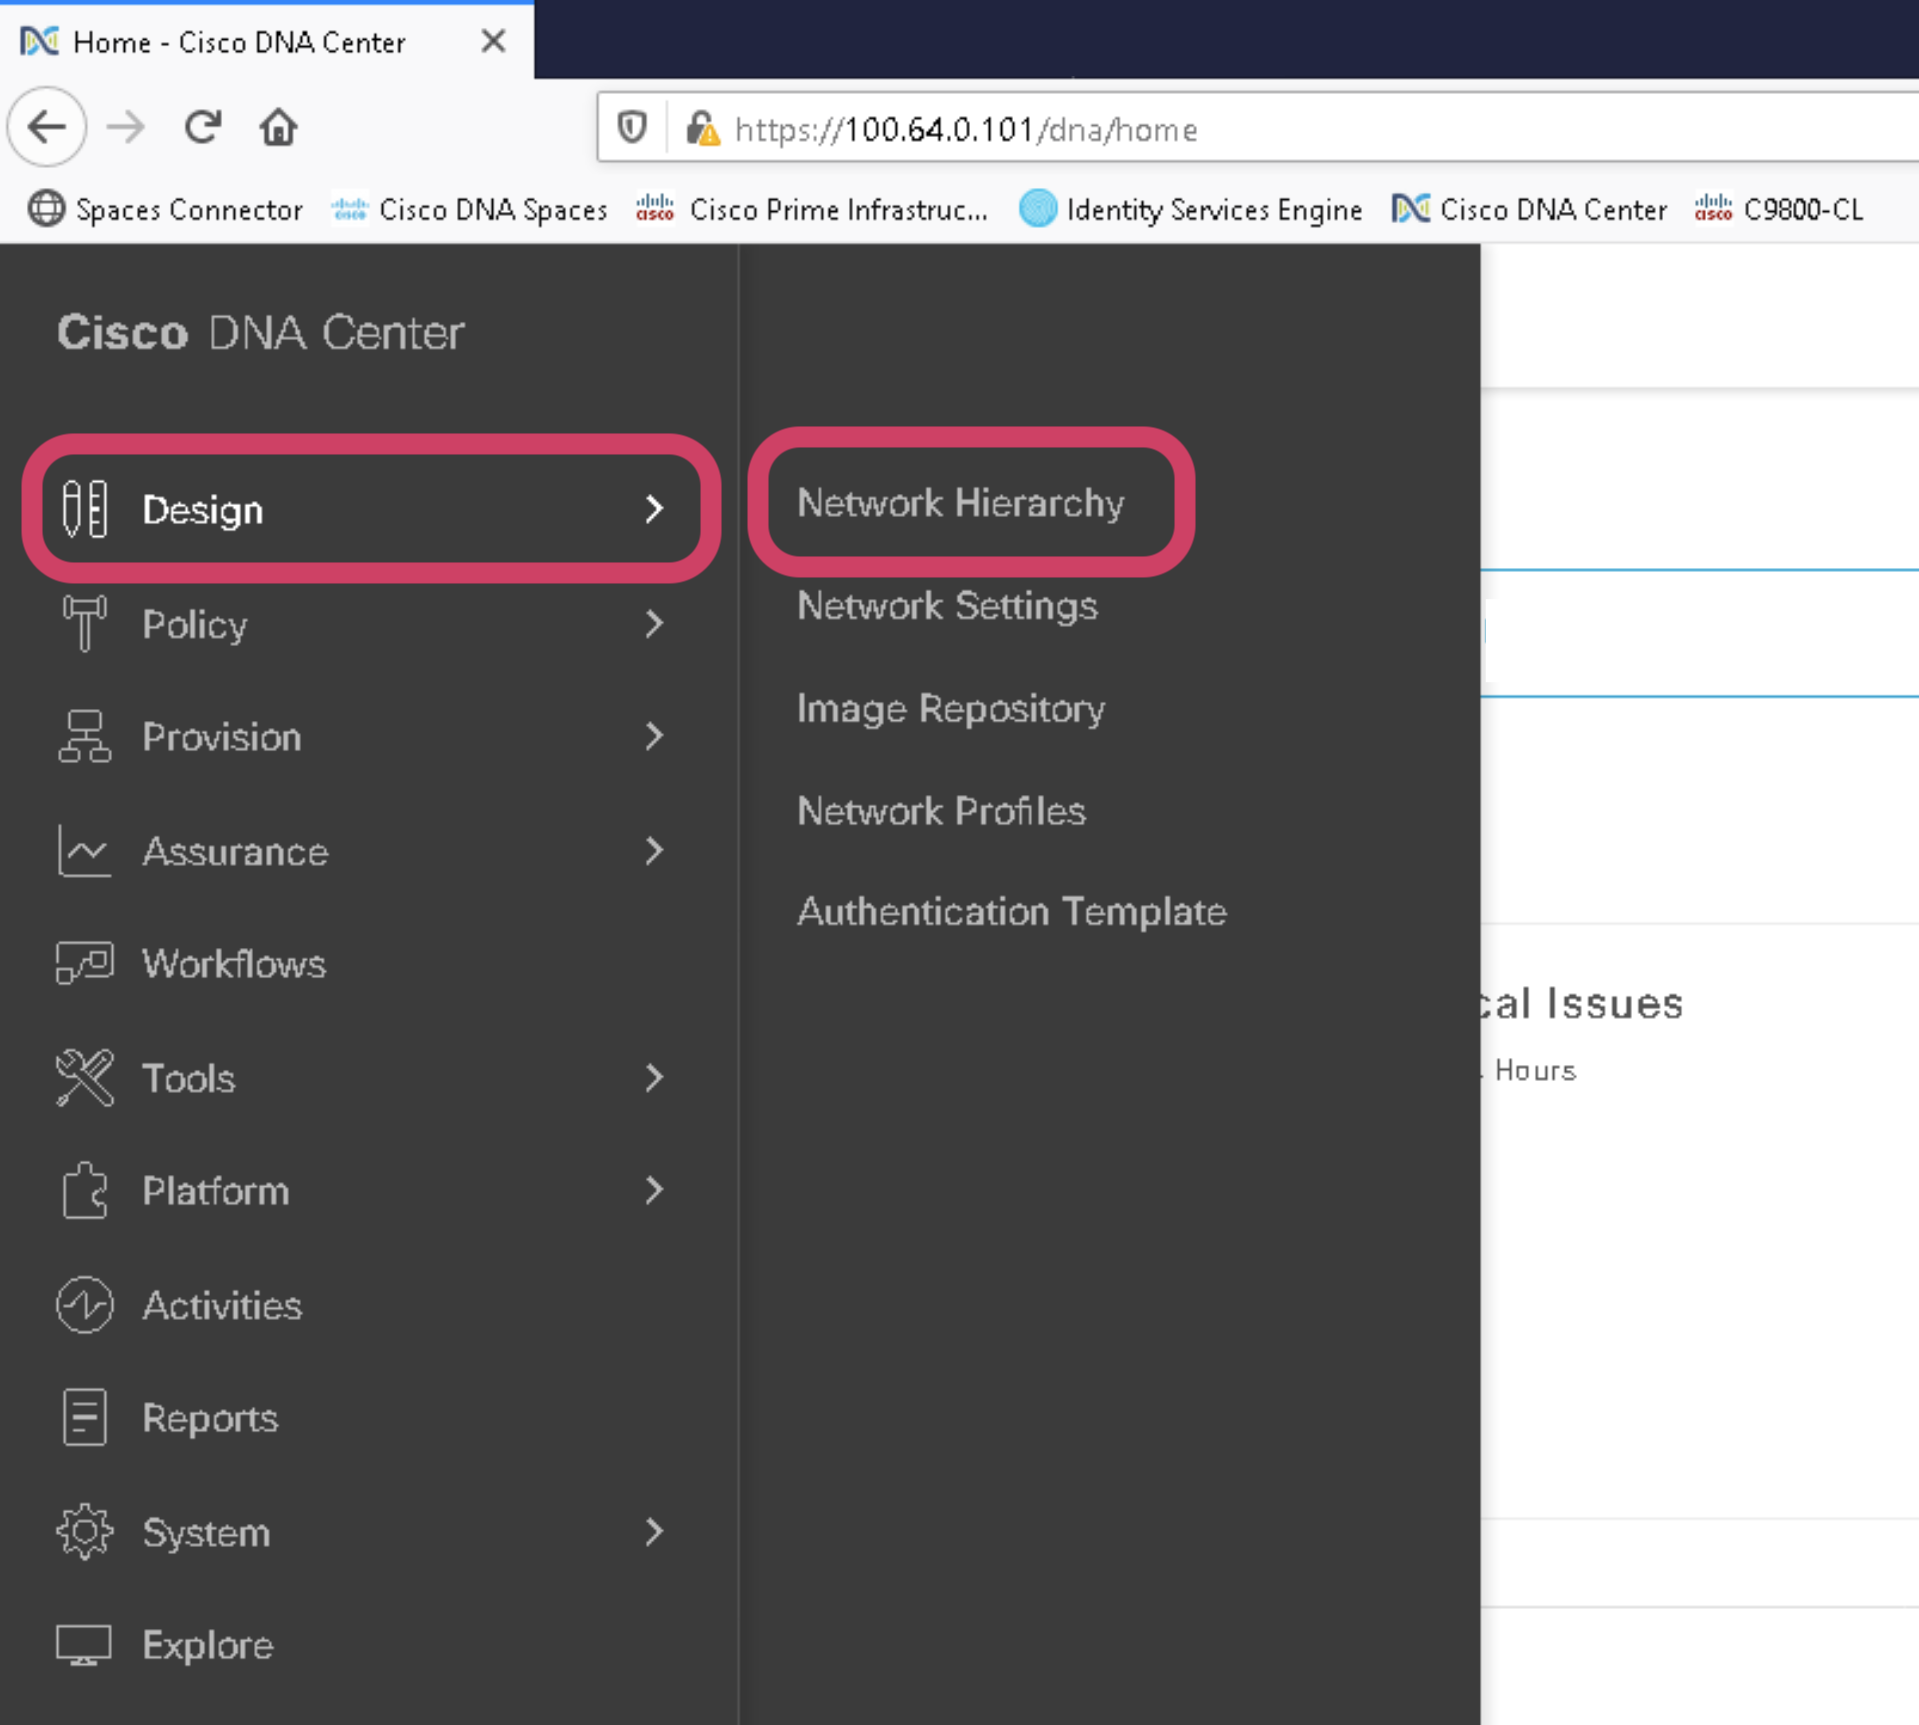 Home - Cisco DNA Center
https://100.64.0.101/dna/home
Spaces Connector Cisco DNA Spaces Cisco Prime Infrastruc... Identity Services Engine Cisco DNA Center C9800-CL
Cisco DNA Center
Design
Policy
Provision
Assurance
Workflows
Tools
Platform
Activities
Reports
System
Explore
Network Hierarchy
Network Settings
Image Repository
Network Profiles
Authentication Template
cal Issues
Hours